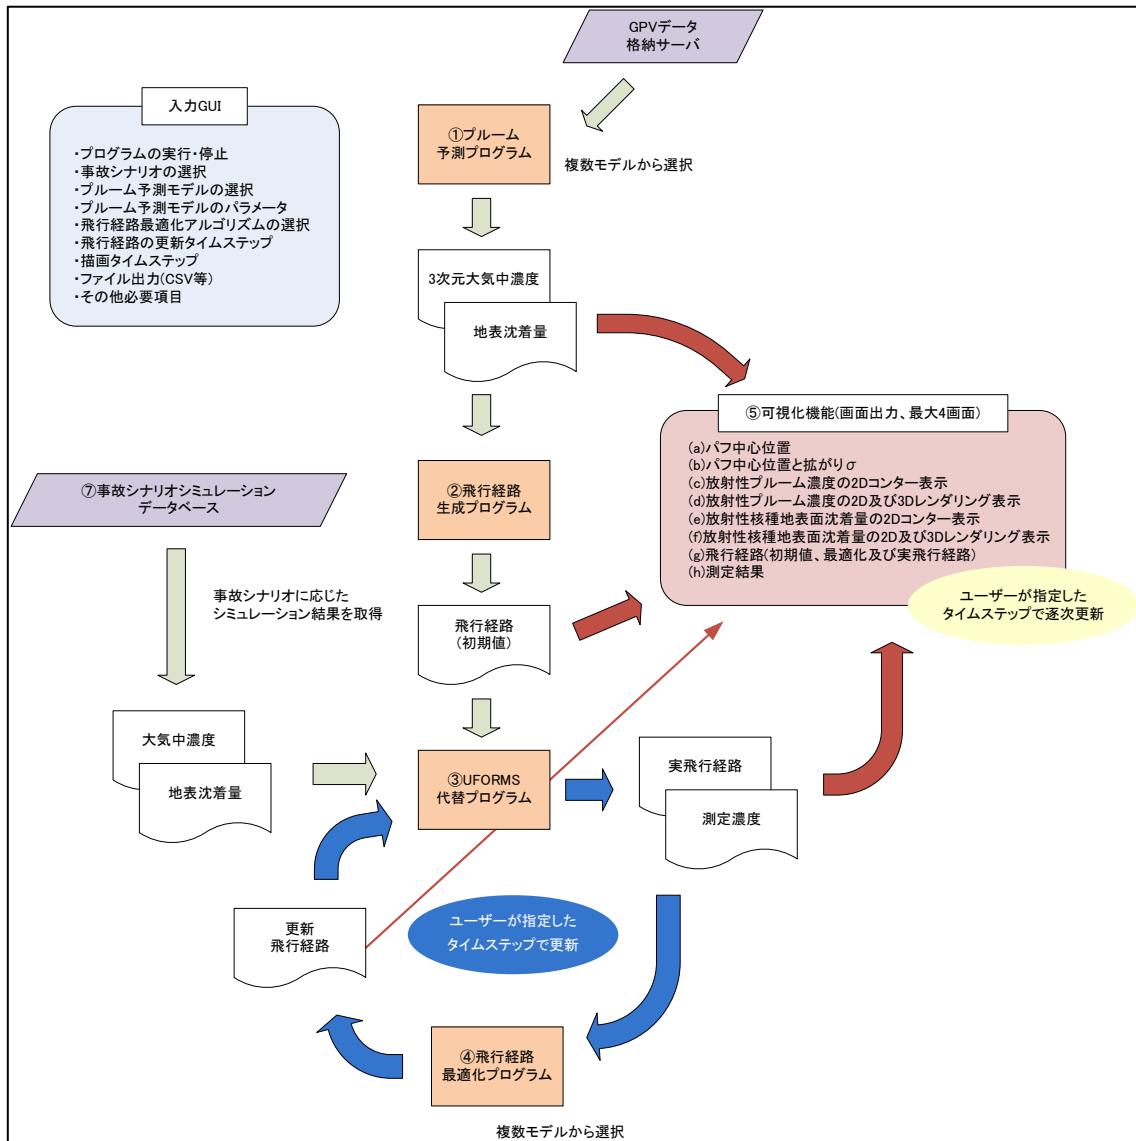 GPVデータ
格納サーバ
入力GUI
・プログラムの実行・停止
・事故シナリオの選択
・プルーム予測モデルの選択
・プルーム予測モデルのパラメータ
・飛行経路最適化アルゴリズムの選択
・飛行経路の更新タイムステップ
・描画タイムステップ
・ファイル出力(CSV等)
・その他必要項目
①プルーム
予測プログラム
複数モデルから選択
3次元大気中濃度
地表沈着量
⑤可視化機能(画面出力、最大4画面)
(a)パフ中心位置
(b)パフ中心位置と拡がりσ
(c)放射性プルーム濃度の2Dコンター表示
(d)放射性プルーム濃度の2D及び3Dレンダリング表示
(e)放射性核種地表面沈着量の2Dコンター表示
(f)放射性核種地表面沈着量の2D及び3Dレンダリング表示
(g)飛行経路(初期値、最適化及び実飛行経路)
(h)測定結果
ユーザーが指定した
タイムステップで逐次更新
②飛行経路
生成プログラム
⑦事故シナリオシミュレーション
データベース
事故シナリオに応じた
シミュレーション結果を取得
飛行経路
(初期値)
大気中濃度
地表沈着量
③UFORMS
代替プログラム
実飛行経路
測定濃度
更新
飛行経路
ユーザーが指定した
タイムステップで更新
④飛行経路
最適化プログラム
複数モデルから選択